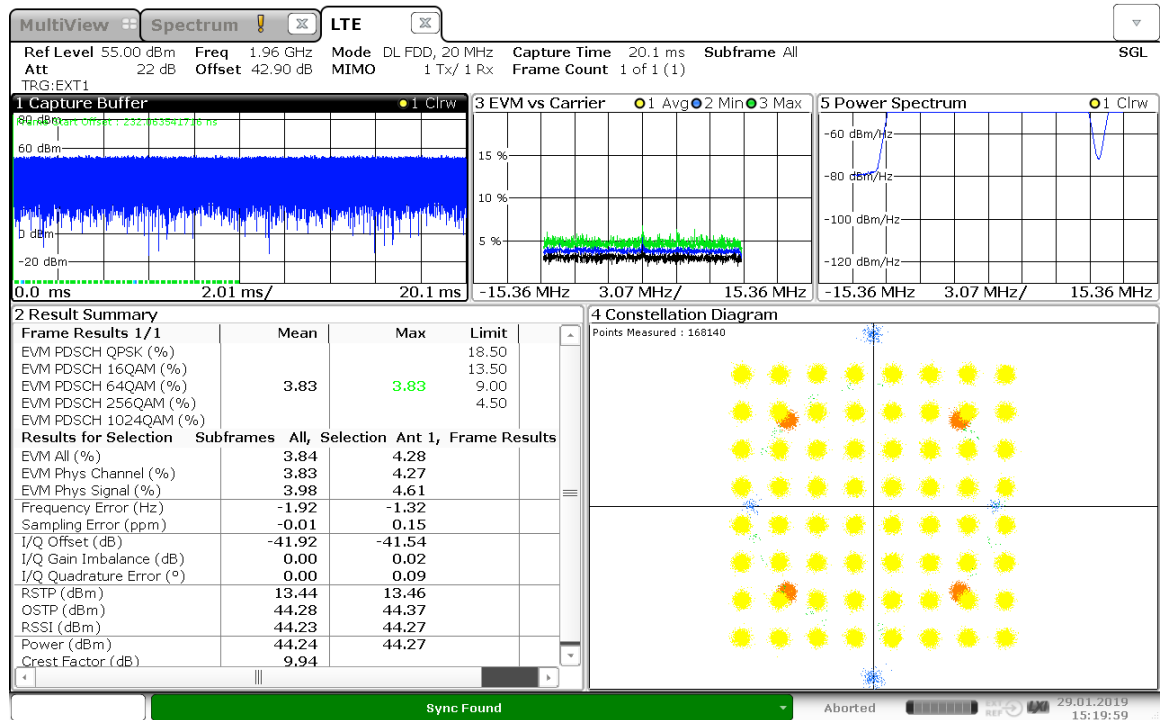 MultiView Spectrum LTE
Ref Level 55.00 dBm Freq 1.96 GHz Mode DL FDD, 20 MHz Capture Time 20.1 ms Subframe All SGL
Att 22 dB Offset 42.90 dB MIMO 1 Tx/ 1 Rx Frame Count 1 of 1 (1)
TRG:EXT1
1 Capture Buffer 1 Clrw
80 dBm
Frame Start Offset : 232.063541716 ns
60 dBm
0 dBm
-20 dBm
0.0 ms 2.01 ms/ 20.1 ms
3 EVM vs Carrier 1 Avg 2 Min 3 Max
15 %
10 %
5 %
-15.36 MHz 3.07 MHz/ 15.36 MHz
5 Power Spectrum 1 Clrw
-60 dBm/Hz
-80 dBm/Hz
-100 dBm/Hz
-120 dBm/Hz
-15.36 MHz 3.07 MHz/ 15.36 MHz
2 Result Summary
Frame Results 1/1 Mean Max Limit
EVM PDSCH QPSK (%) 18.50
EVM PDSCH 16QAM (%) 13.50
EVM PDSCH 64QAM (%) 3.83 3.83 9.00
EVM PDSCH 256QAM (%) 4.50
EVM PDSCH 1024QAM (%)
Results for Selection Subframes All, Selection Ant 1, Frame Results
EVM All (%) 3.84 4.28
EVM Phys Channel (%) 3.83 4.27
EVM Phys Signal (%) 3.98 4.61
Frequency Error (Hz) -1.92 -1.32
Sampling Error (ppm) -0.01 0.15
I/Q Offset (dB) -41.92 -41.54
I/Q Gain Imbalance (dB) 0.00 0.02
I/Q Quadrature Error (º) 0.00 0.09
RSTP (dBm) 13.44 13.46
OSTP (dBm) 44.28 44.37
RSSI (dBm) 44.23 44.27
Power (dBm) 44.24 44.27
Crest Factor (dB) 9.94
4 Constellation Diagram
Points Measured : 168140
Sync Found
Aborted
EXT
REF
LXI
29.01.2019
15:19:59